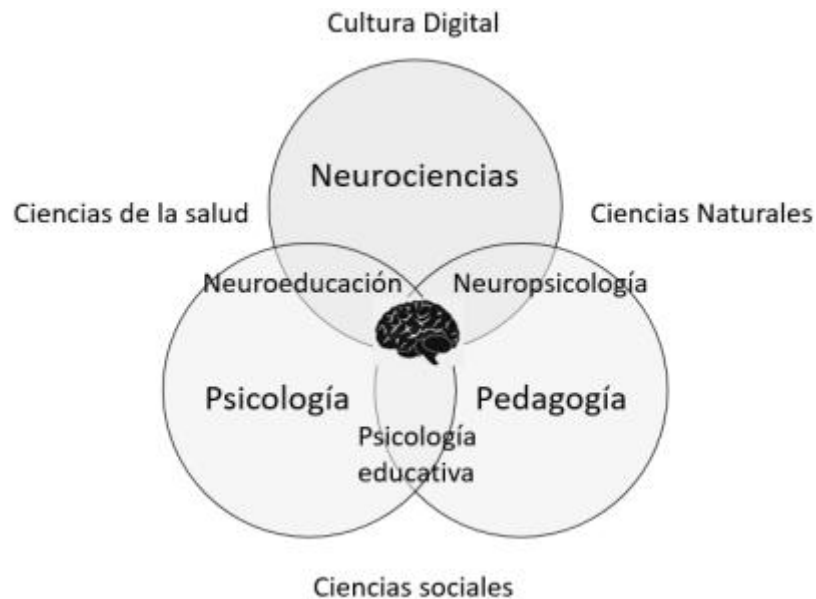 Cultura Digital
Neurociencias
Ciencias de la salud
Ciencias Naturales
Neuroeducación
Neuropsicología
Psicología
Pedagogía
Psicología
educativa
Ciencias sociales